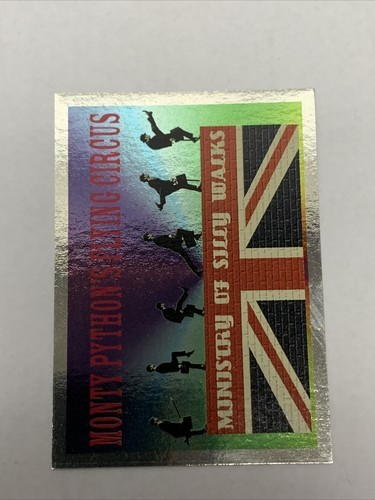 MONTY PYTHON'S FLYING CIRCUS
MINISTRY OF SILLY WALKS